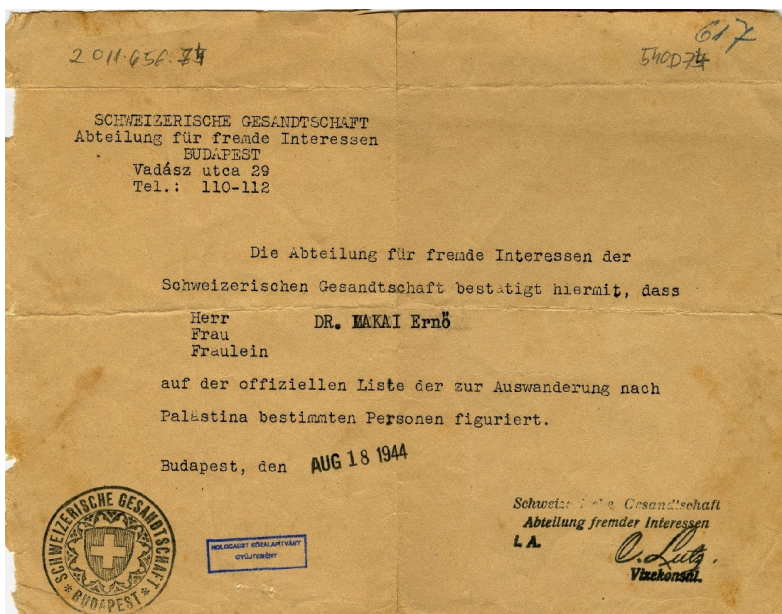 617
2011.656.74
SCHWEIZERISCHE GESANDTSCHAFT
Abteilung für fremde Interessen
BUDAPEST
Vadász utca 29
Tel.: 110-112
Die Abteilung für fremde Interessen der
Schweizerischen Gesandtschaft bestätigt hiermit, dass
Herr DR. MAKAI Ernö
Frau
Fraulein
auf der offiziellen Liste der zur Auswanderung nach
Palästina bestimmten Personen figuriert.
Budapest, den AUG 18 1944
SCHWEIZERISCHE GESANDTSCHAFT
* BUDAPEST *
HOLOCAUST KÖZALAPÍTVÁNY
GYŰJTEMÉNY
Gesandtschaft
Abteilung fremder Interessen
I. A.
C. Lutz.
Vizekonsul.